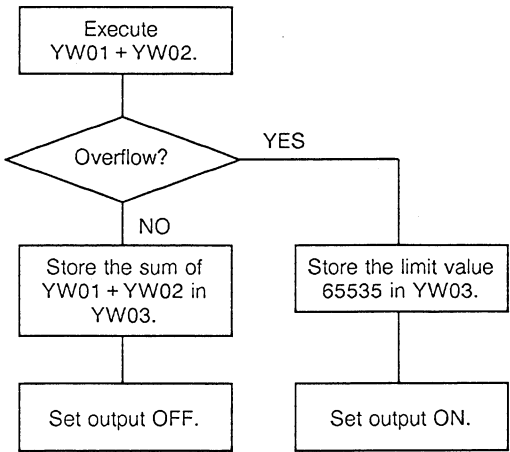 Execute
YW01 + YW02.
Overflow?
YES
NO
Store the sum of
YW01 + YW02 in
YW03.
Store the limit value
65535 in YW03.
Set output OFF.
Set output ON.